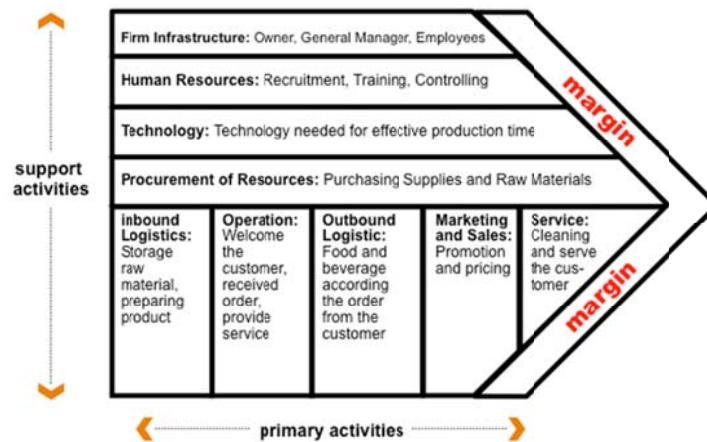 Firm Infrastructure: Owner, General Manager, Employees
Human Resources: Recruitment, Training, Controlling
Technology: Technology needed for effective production time
Procurement of Resources: Purchasing Supplies and Raw Materials
support
activities
inbound
Logistics:
Storage
raw
material,
preparing
product
Operation:
Welcome
the
customer,
received
order,
provide
service
Outbound
Logistic:
Food and
beverage
according
the order
from the
customer
Marketing
and Sales:
Promotion
and pricing
Service:
Cleaning
and serve
the cus-
tomer
margin
margin
primary activities